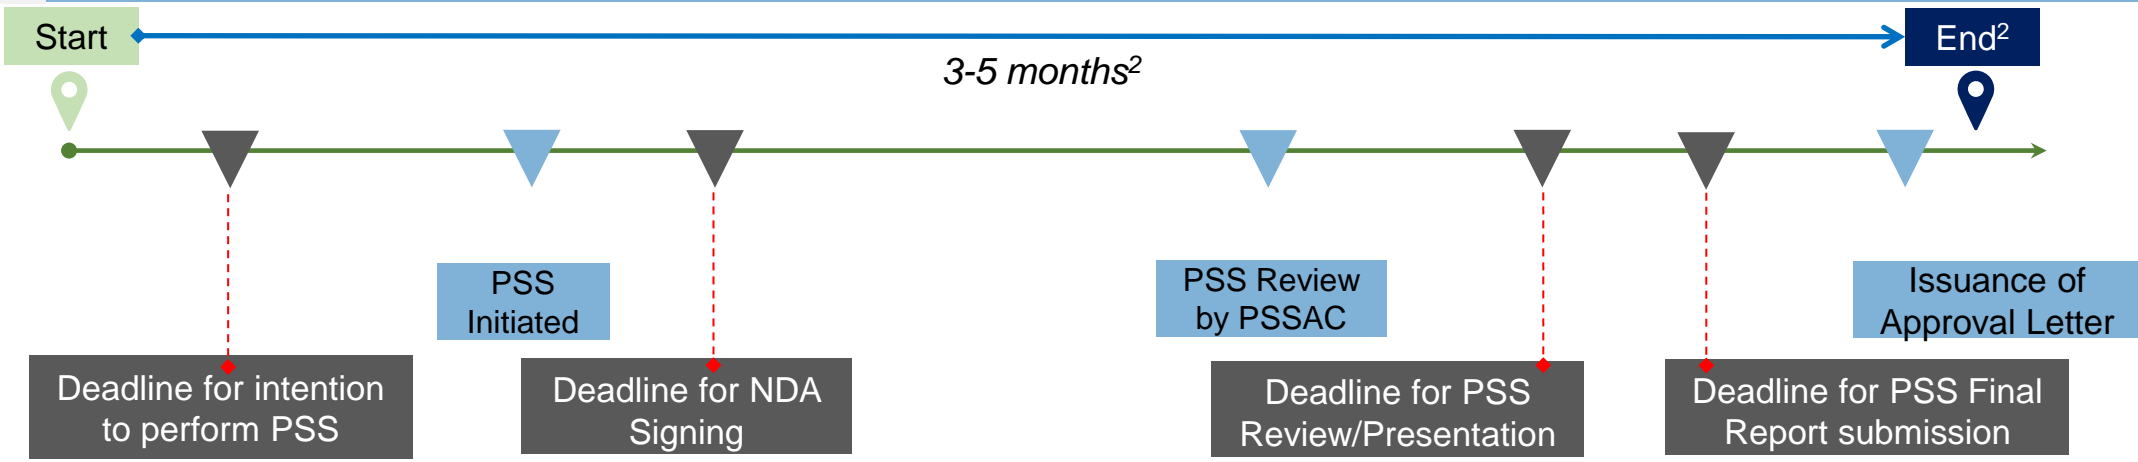 Start
End²
3-5 months²
PSS
Initiated
PSS Review
by PSSAC
Issuance of
Approval Letter
Deadline for intention
to perform PSS
Deadline for NDA
Signing
Deadline for PSS
Review/Presentation
Deadline for PSS Final
Report submission